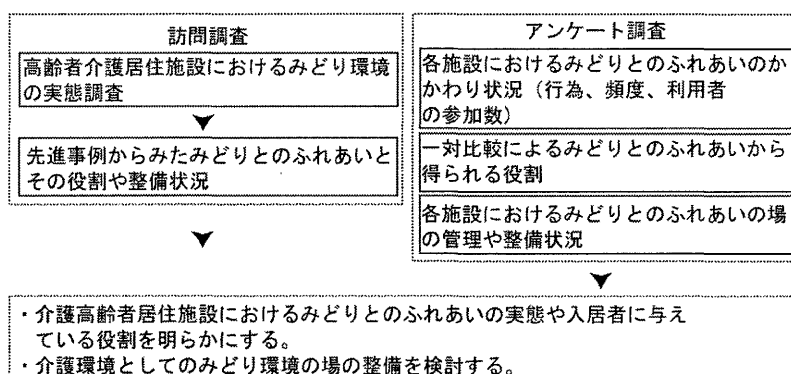 訪問調査
高齢者介護居住施設におけるみどり環境
の実態調査
先進事例からみたみどりとのふれあいと
その役割や整備状況
アンケート調査
各施設におけるみどりとのふれあいのか
かわり状況（行為、頻度、利用者
の参加数）
一対比較によるみどりとのふれあいから
得られる役割
各施設におけるみどりとのふれあいの場
の管理や整備状況
・介護高齢者居住施設におけるみどりとのふれあいの実態や入居者に与え
ている役割を明らかにする。
・介護環境としてのみどり環境の場の整備を検討する。